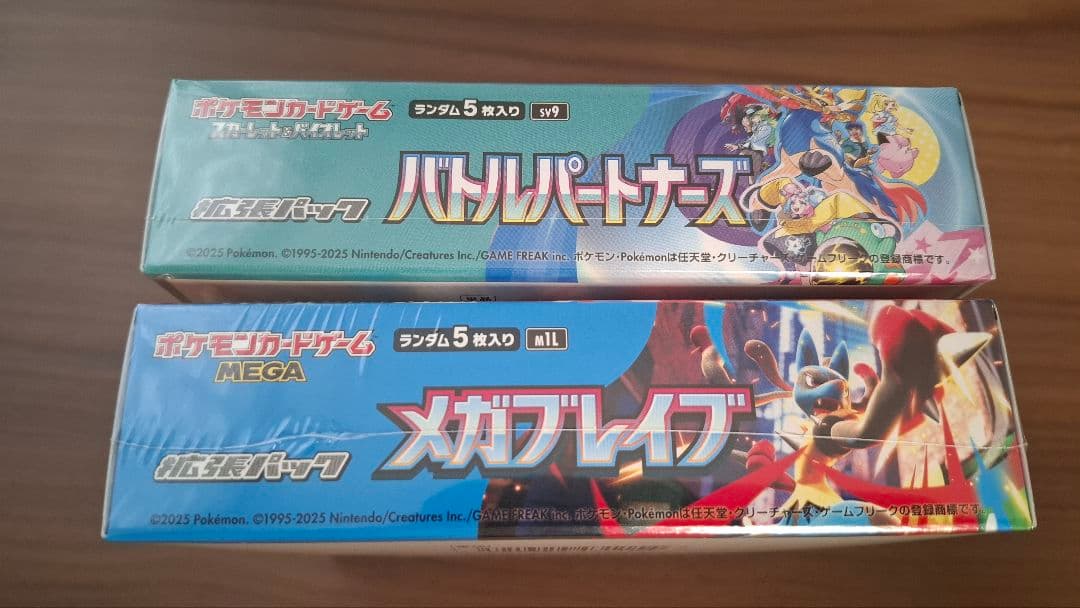 ポケモンカードゲーム
スカーレット&バイオレット
ランダム5枚入り SV9
バトルパートナーズ
拡張パック
©2025 Pokémon. ©1995-2025 Nintendo/Creatures Inc./GAME FREAK inc. ポケモン・Pokémonは任天堂・クリーチャーズ・ゲームフリークの登録商標です。
ポケモンカードゲーム
MEGA
ランダム5枚入り M1L
メガブレイブ
拡張パック
©2025 Pokémon. ©1995-2025 Nintendo/Creatures Inc./GAME FREAK inc. ポケモン・Pokémonは任天堂・クリーチャーズ・ゲームフリークの登録商標です。